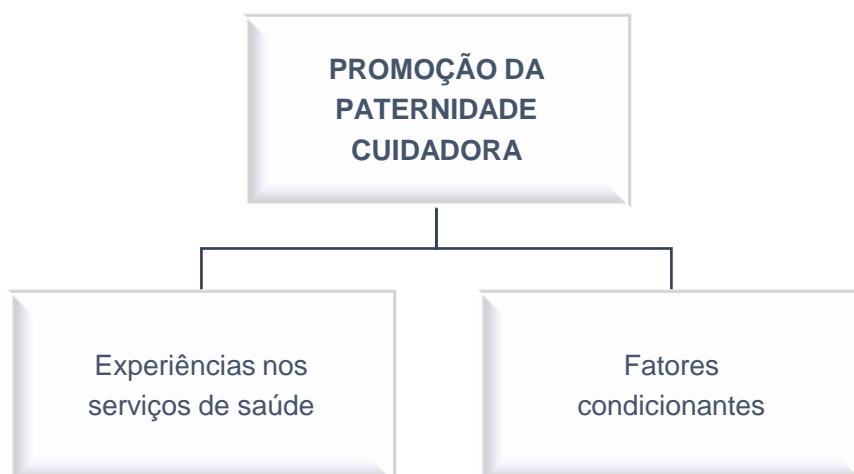 PROMOÇÃO DA
PATERNIDADE
CUIDADORA
Experiências nos
serviços de saúde
Fatores
condicionantes